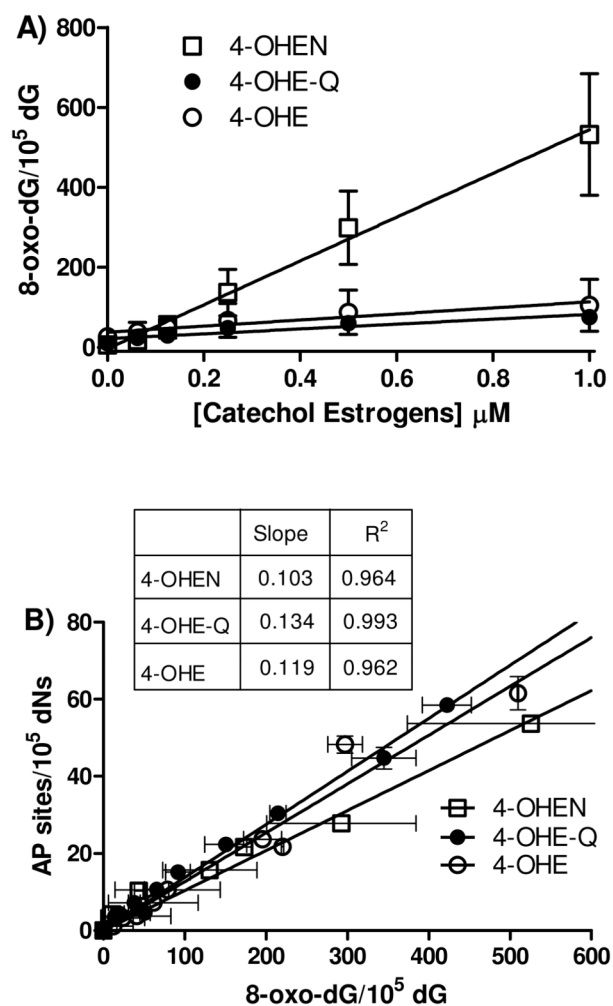 A)
800
600
400
200
0
8-oxo-dG/10⁵ dG
4-OHEN
4-OHE-Q
4-OHE
0.0 0.2 0.4 0.6 0.8 1.0
[Catechol Estrogens] μM
Slope R²
4-OHEN 0.103 0.964
4-OHE-Q 0.134 0.993
4-OHE 0.119 0.962
B)
80
60
40
20
0
AP sites/10⁵ dNs
4-OHEN
4-OHE-Q
4-OHE
0 100 200 300 400 500 600
8-oxo-dG/10⁵ dG